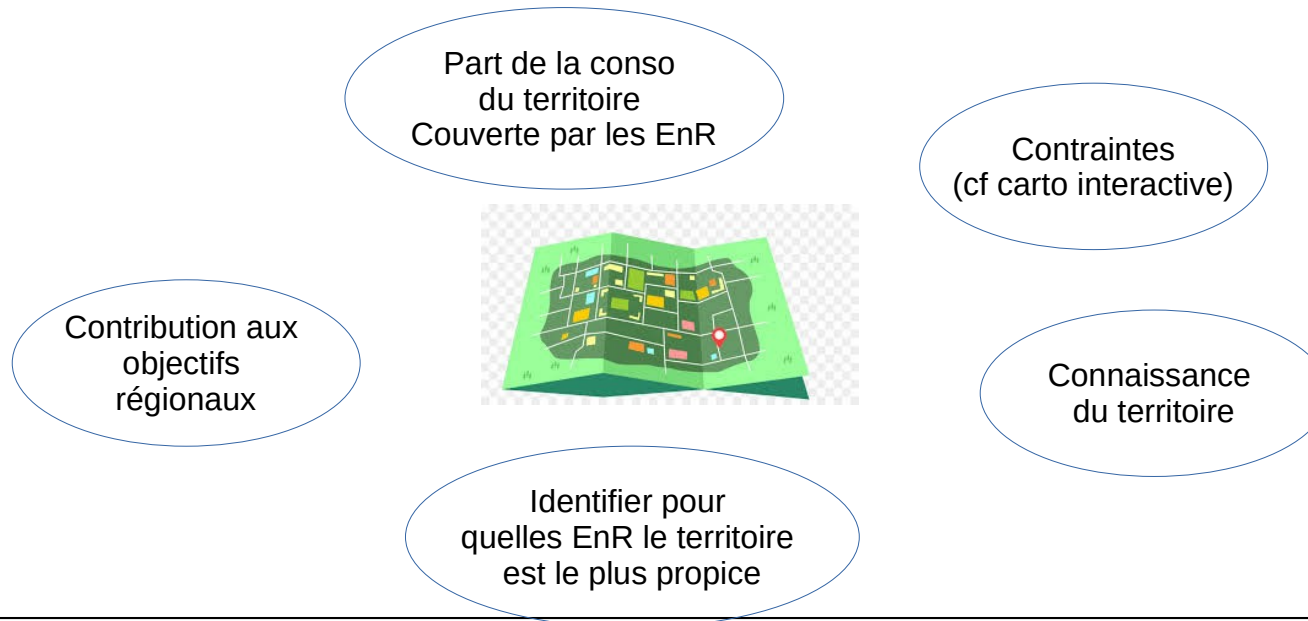 Part de la conso
du territoire
Couverte par les EnR
Contraintes
(cf carto interactive)
Contribution aux
objectifs
régionaux
Connaissance
du territoire
Identifier pour
quelles EnR le territoire
est le plus propice